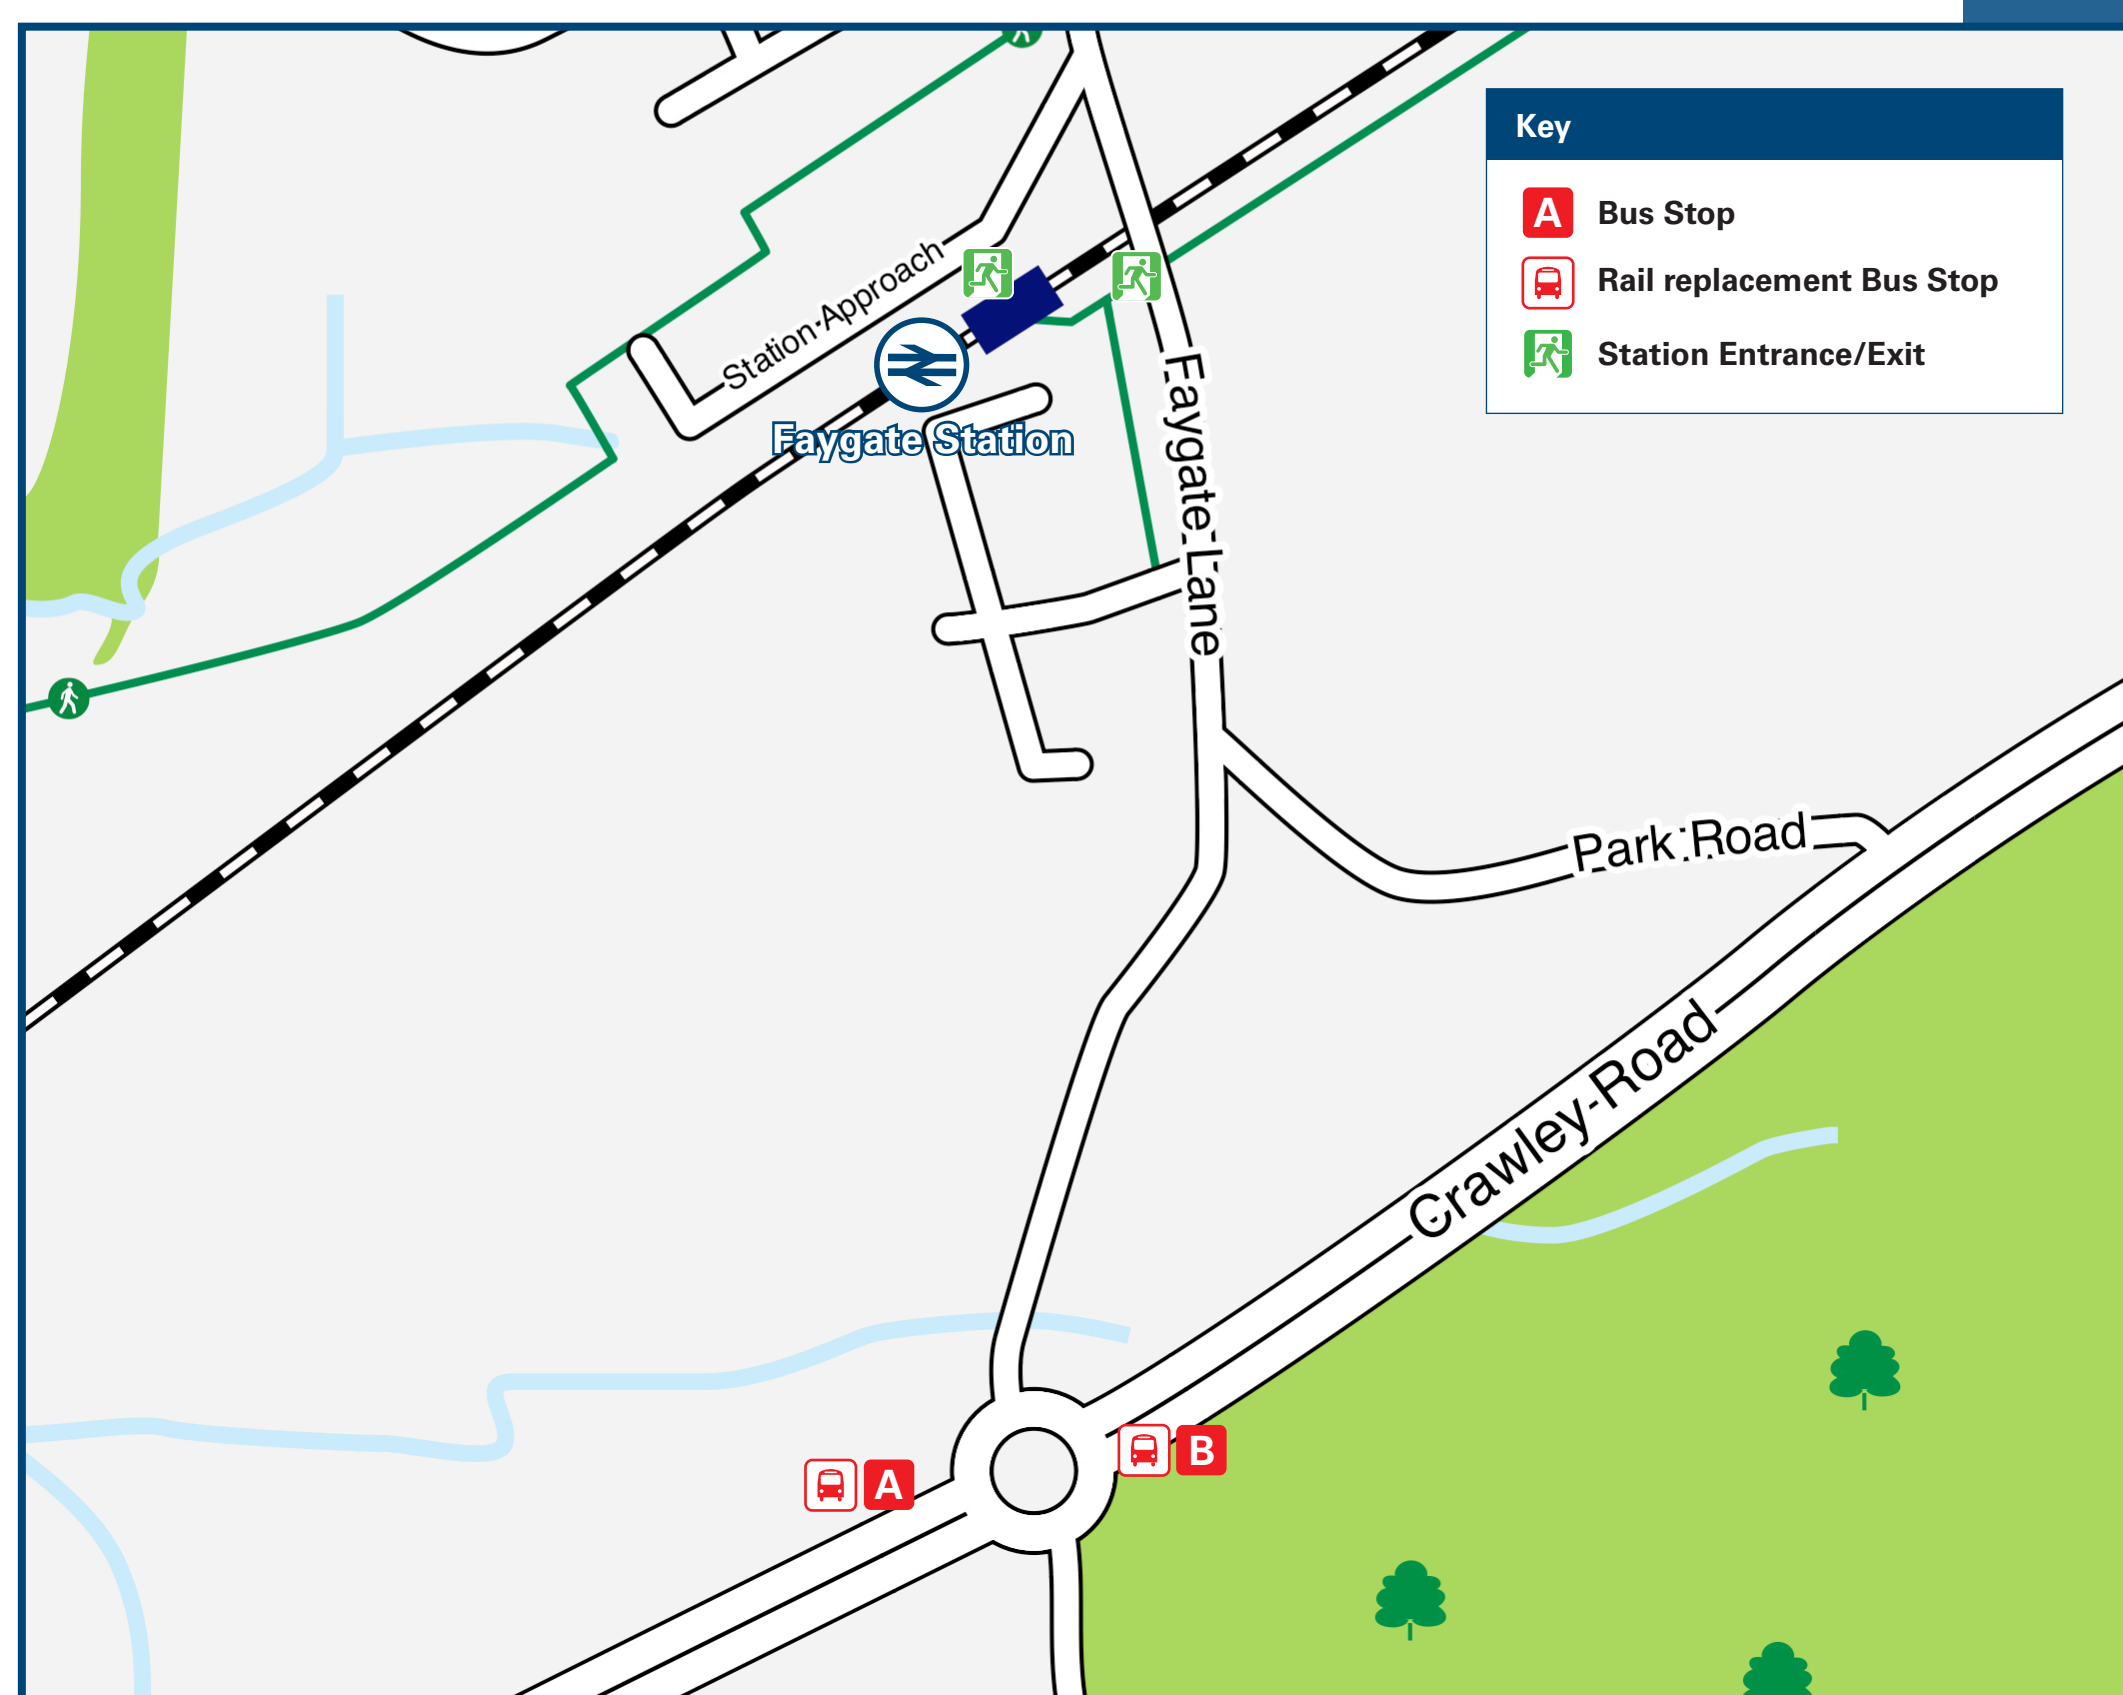 Key
A Bus Stop
Rail replacement Bus Stop
Station Entrance/Exit
Station Approach
Faygate Station
Faygate Lane
Park Road
Crawley Road
A
B